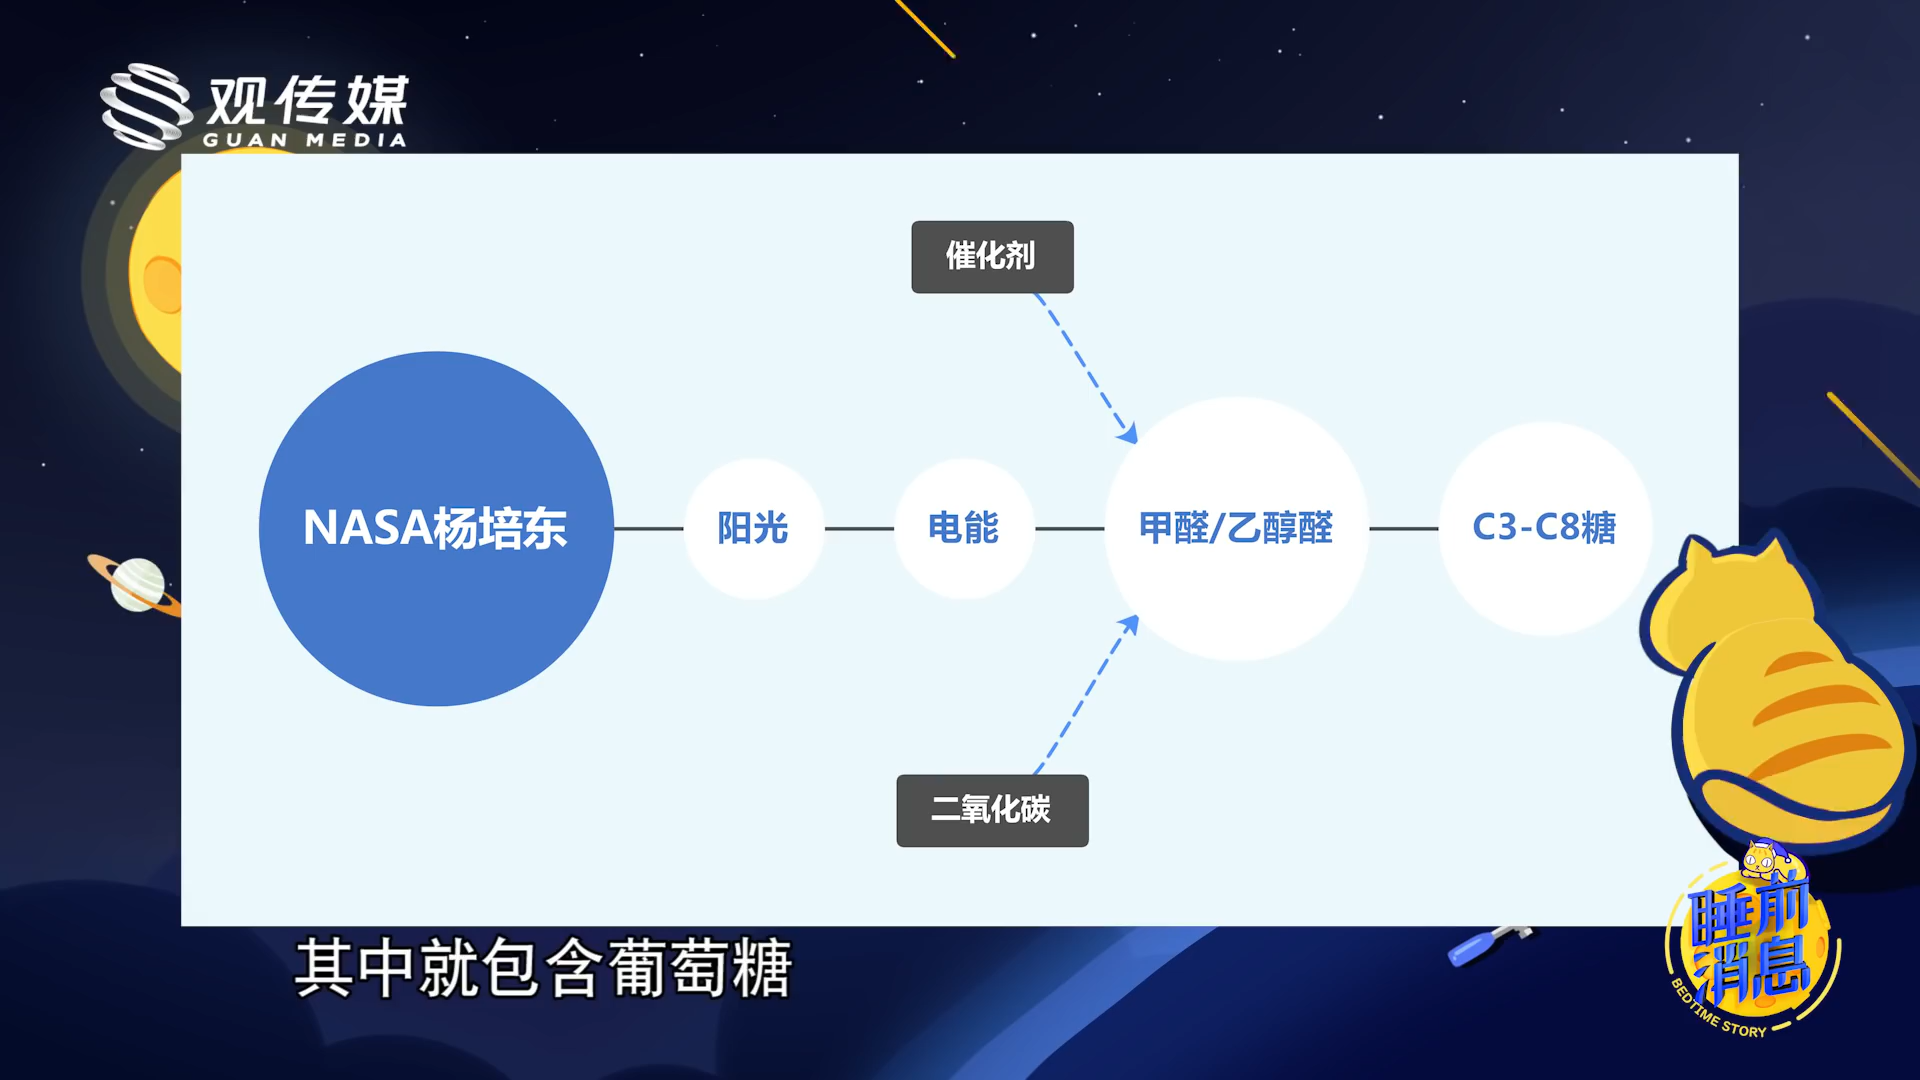 观传媒
GUAN MEDIA
催化剂
NASA杨培东
阳光
电能
甲醛/乙醇醛
C3-C8糖
二氧化碳
其中就包含葡萄糖
睡前
消息
BEDTIME STORY